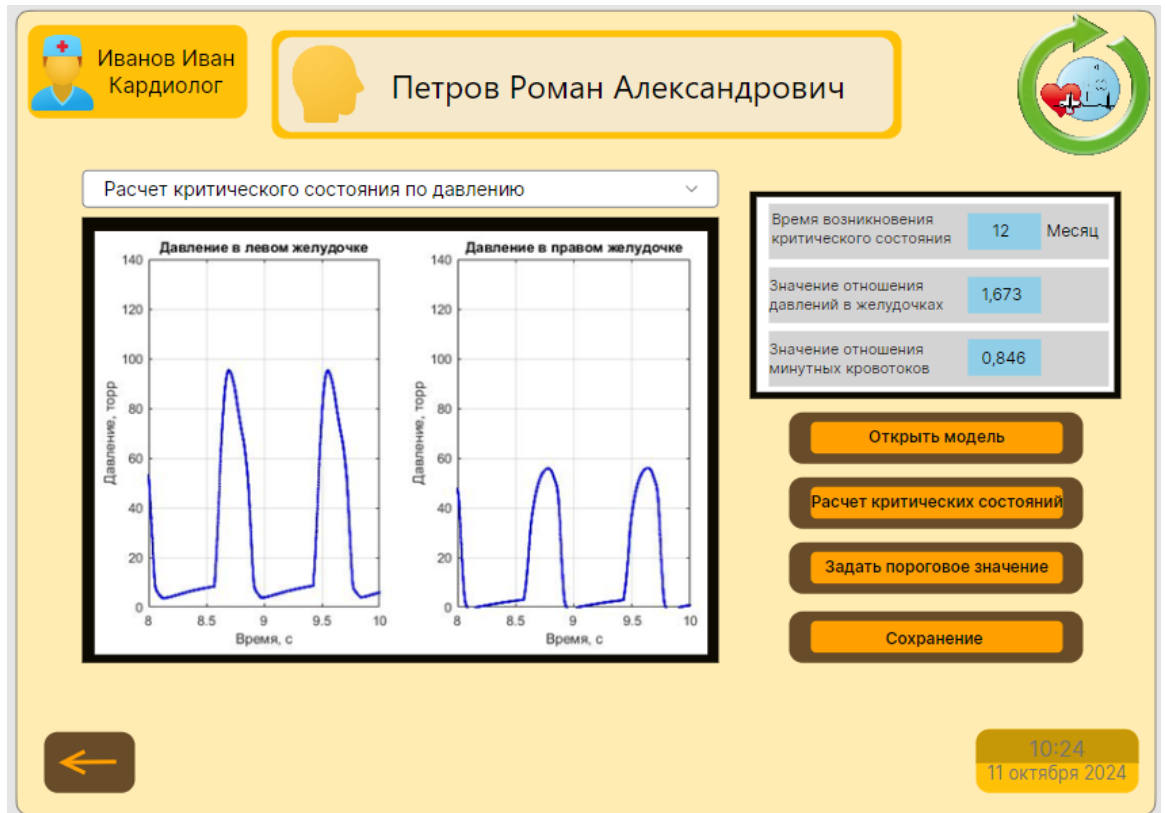 Иванов Иван
Кардиолог
Петров Роман Александрович
Расчет критического состояния по давлению
Давление в левом желудочке
140
120
100
80
60
40
20
0
8
8.5
9
9.5
10
Давление, торр
Время, с
Давление в правом желудочке
140
120
100
80
60
40
20
0
8
8.5
9
9.5
10
Давление, торр
Время, с
Время возникновения
критического состояния
12
Месяц
Значение отношения
давлений в желудочках
1,673
Значение отношения
минутных кровотоков
0,846
Открыть модель
Расчет критических состояний
Задать пороговое значение
Сохранение
10:24
11 октября 2024